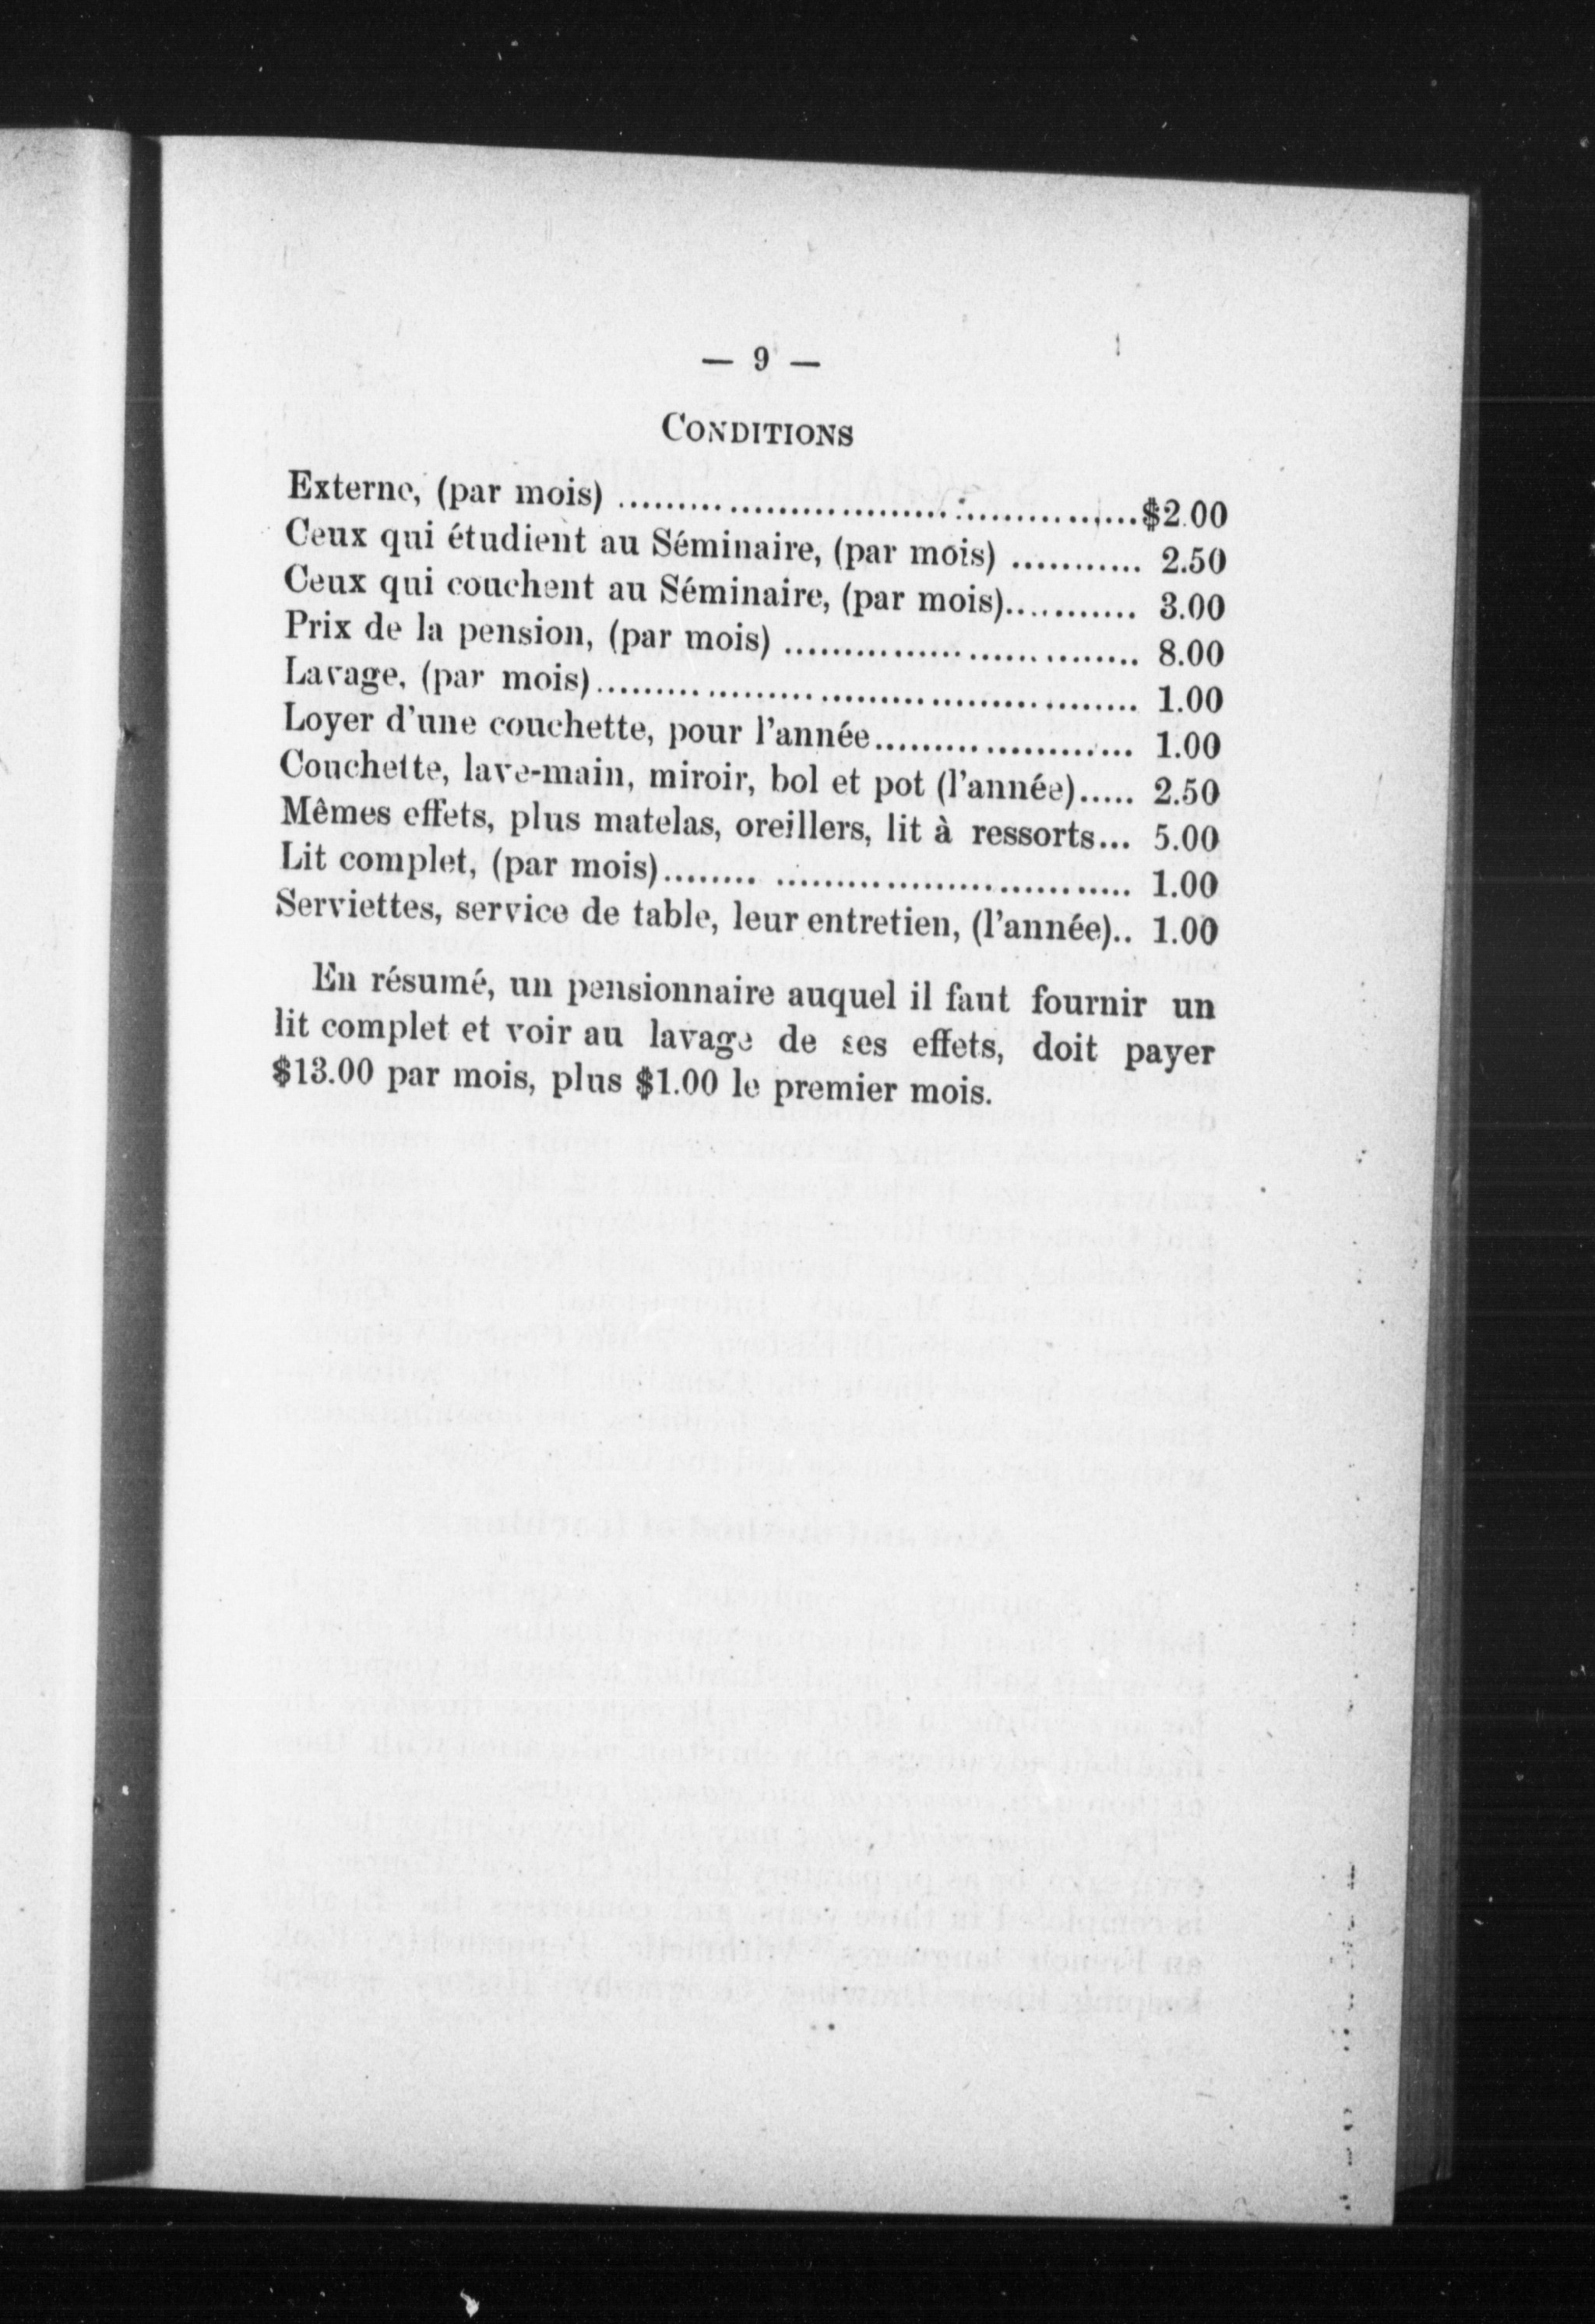 — 9 —
CONDITIONS
Externe, (par mois) ..........................................$2.00
Ceux qui étudient au Séminaire, (par mois) ........... 2.50
Ceux qui couchent au Séminaire, (par mois)........... 3.00
Prix de la pension, (par mois) ............................. 8.00
Lavage, (par mois)............................................ 1.00
Loyer d'une couchette, pour l'année..................... 1.00
Couchette, lave-main, miroir, bol et pot (l'année)..... 2.50
Mêmes effets, plus matelas, oreillers, lit à ressorts... 5.00
Lit complet, (par mois)........ ............................. 1.00
Serviettes, service de table, leur entretien, (l'année).. 1.00
En résumé, un pensionnaire auquel il faut fournir un
lit complet et voir au lavage de ses effets, doit payer
$13.00 par mois, plus $1.00 le premier mois.